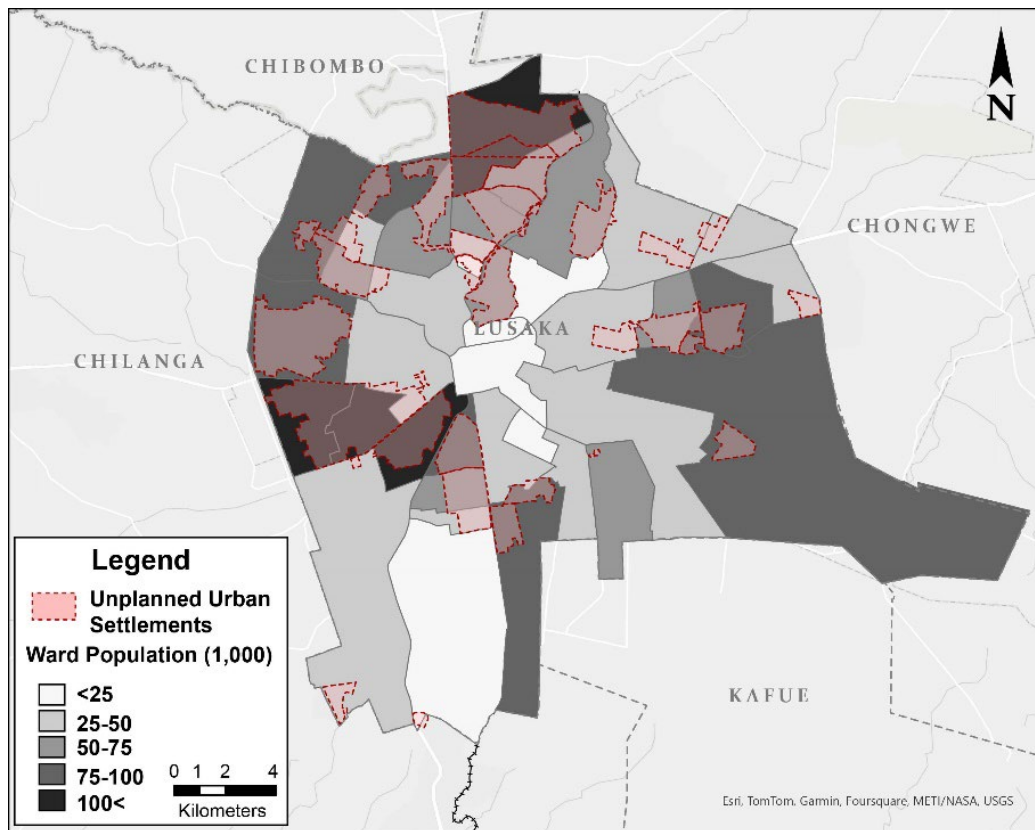 CHIBOMBO
N
CHONGWE
LUSAKA
CHILANGA
KAFUE
Legend
Unplanned Urban
Settlements
Ward Population (1,000)
<25
25-50
50-75
75-100
100<
0 1 2 4
Kilometers
Esri, TomTom, Garmin, Foursquare, METI/NASA, USGS